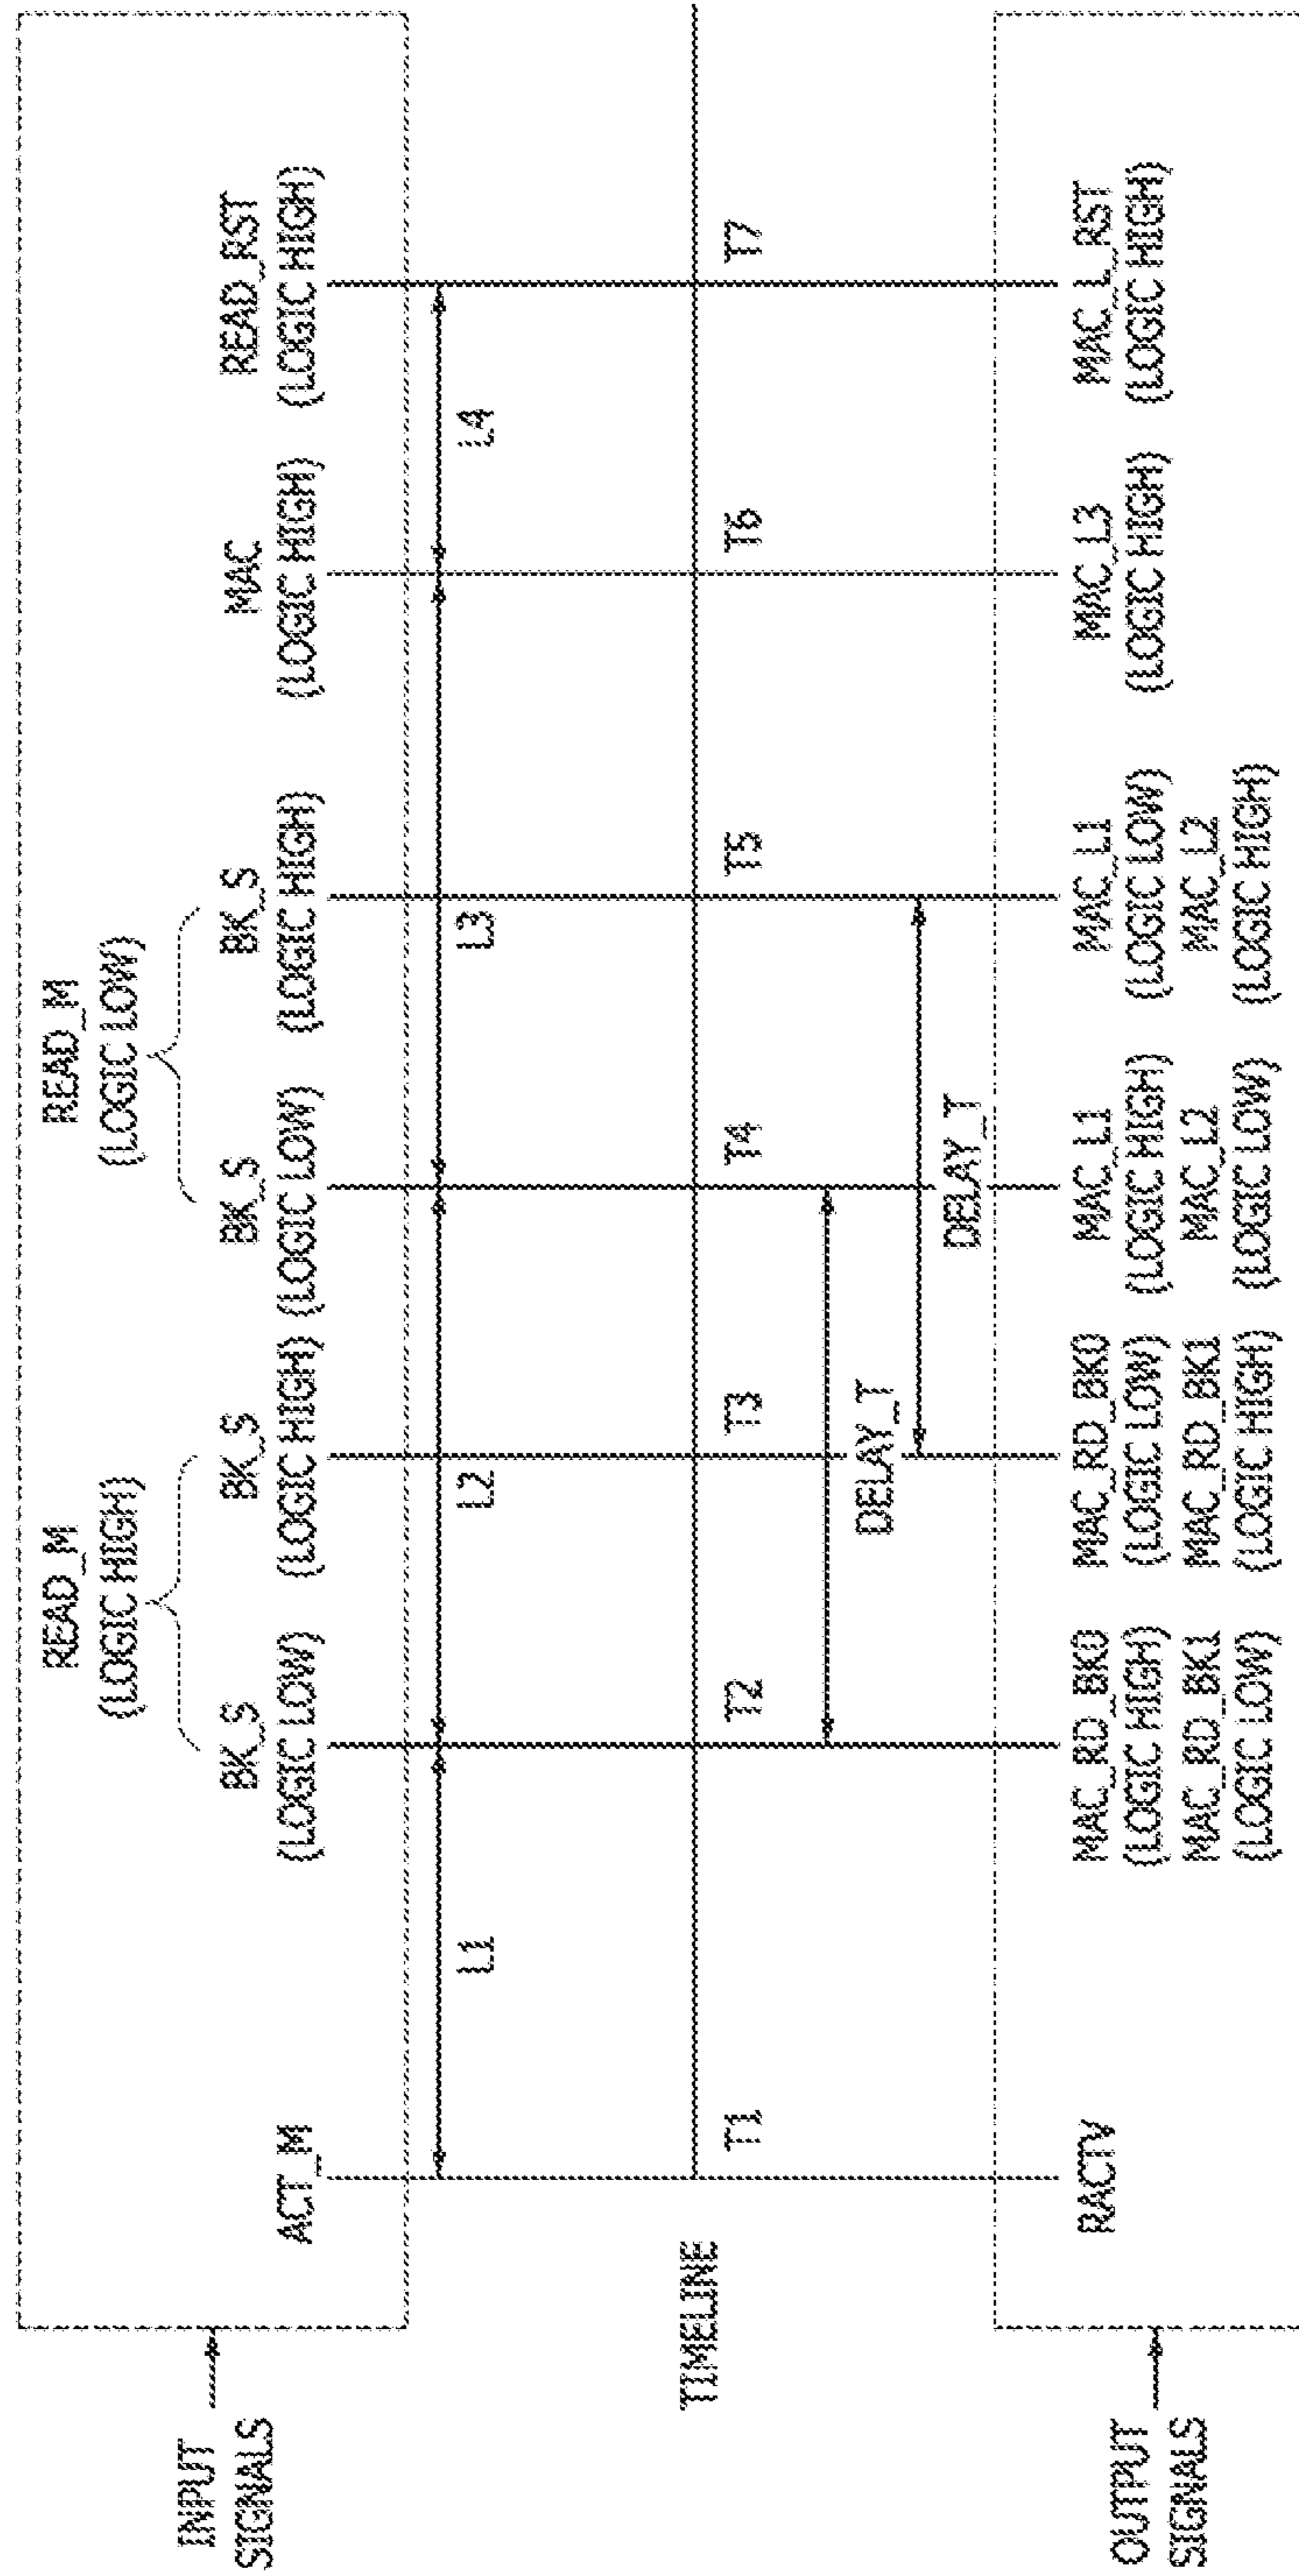 INPUT
SIGNALS
READ_M
(LOGIC HIGH)
READ_M
(LOGIC LOW)
ACT_M
BK_S
(LOGIC LOW)
BK_S
(LOGIC HIGH)
BK_S
(LOGIC LOW)
BK_S
(LOGIC HIGH)
MAC
(LOGIC HIGH)
READ_RST
(LOGIC HIGH)
L1
L2
L3
L4
TIMELINE
T1
T2
T3
T4
T5
T6
T7
DELAY_T
DELAY_T
OUTPUT
SIGNALS
RACTV
MAC_RD_BK0
(LOGIC HIGH)
MAC_RD_BK1
(LOGIC LOW)
MAC_RD_BK0
(LOGIC LOW)
MAC_RD_BK1
(LOGIC HIGH)
MAC_L1
(LOGIC HIGH)
MAC_L2
(LOGIC LOW)
MAC_L1
(LOGIC LOW)
MAC_L2
(LOGIC HIGH)
MAC_L3
(LOGIC HIGH)
MAC_L_RST
(LOGIC HIGH)